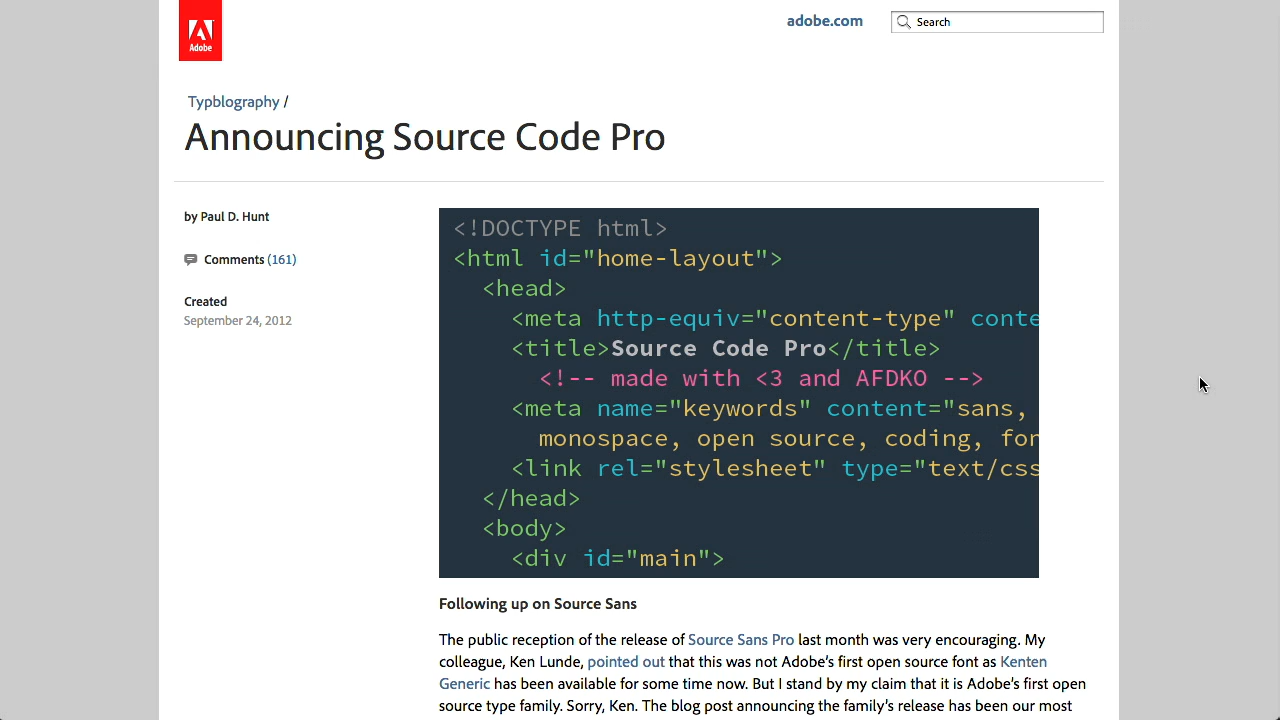 Adobe
adobe.com
Search
Typblography /
Announcing Source Code Pro
by Paul D. Hunt
Comments (161)
Created
September 24, 2012
<!DOCTYPE html>
<html id="home-layout">
<head>
<meta http-equiv="content-type" conte
<title>Source Code Pro</title>
<!-- made with <3 and AFDKO -->
<meta name="keywords" content="sans,
monospace, open source, coding, fon
<link rel="stylesheet" type="text/css
</head>
<body>
<div id="main">
Following up on Source Sans
The public reception of the release of Source Sans Pro last month was very encouraging. My
colleague, Ken Lunde, pointed out that this was not Adobe's first open source font as Kenten
Generic has been available for some time now. But I stand by my claim that it is Adobe's first open
source type family. Sorry, Ken. The blog post announcing the family's release has been our most